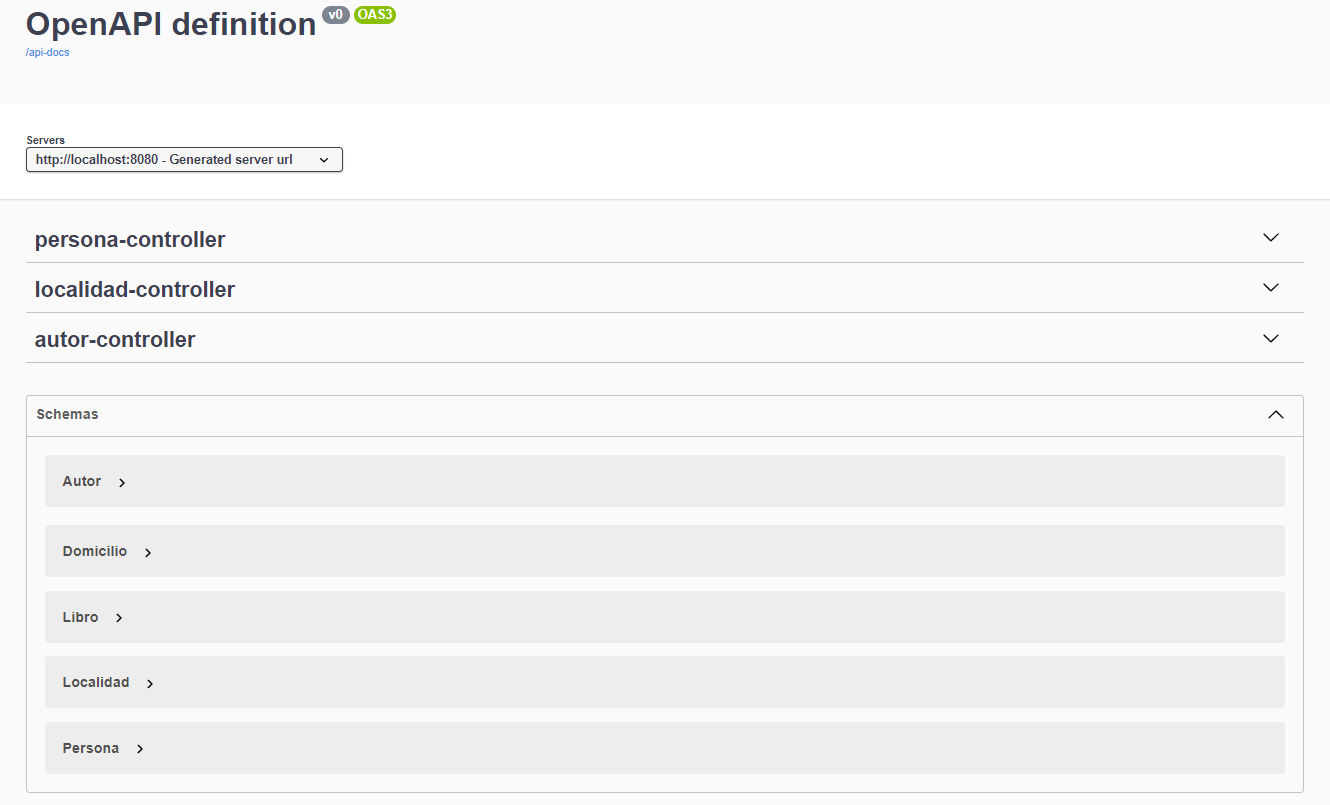 OpenAPI definition v0 OAS3
/api-docs
Servers
http://localhost:8080 - Generated server url
persona-controller
localidad-controller
autor-controller
Schemas
Autor
Domicilio
Libro
Localidad
Persona